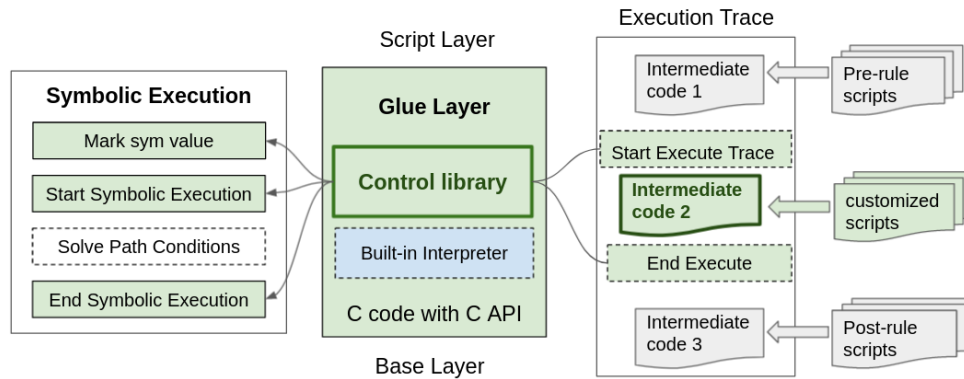 Script Layer
Execution Trace
Symbolic Execution
Mark sym value
Start Symbolic Execution
Solve Path Conditions
End Symbolic Execution
Glue Layer
Control library
Built-in Interpreter
C code with C API
Base Layer
Intermediate
code 1
Start Execute Trace
Intermediate
code 2
End Execute
Intermediate
code 3
Pre-rule
scripts
customized
scripts
Post-rule
scripts